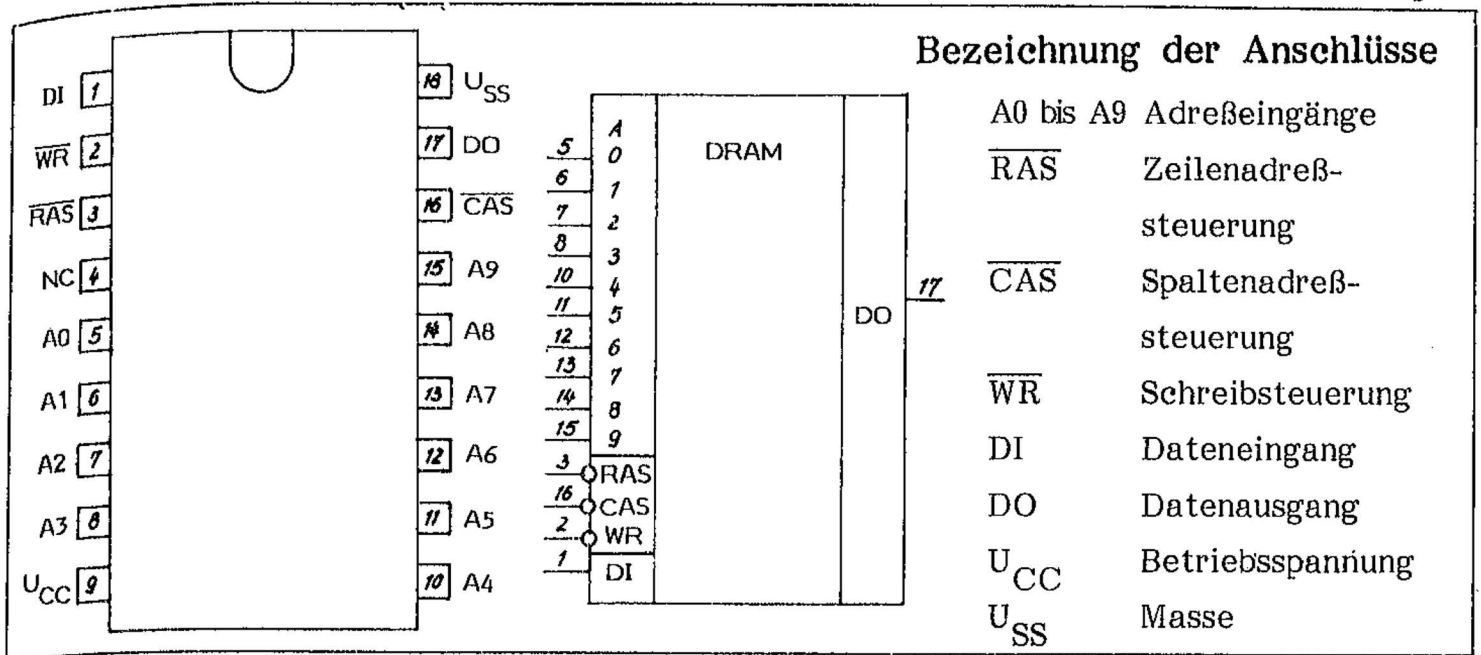 DI 1
WR 2
RAS 3
NC 4
A0 5
A1 6
A2 7
A3 8
U_CC 9
18 U_SS
17 DO
16 CAS
15 A9
14 A8
13 A7
12 A6
11 A5
10 A4
A
5 0
6 1
7 2
8 3
10 4
11 5
12 6
13 7
14 8
15 9
3 RAS
16 CAS
2 WR
1 DI
DRAM
DO 17
Bezeichnung der Anschlüsse
A0 bis A9 Adreßeingänge
RAS Zeilenadreß-
steuerung
CAS Spaltenadreß-
steuerung
WR Schreibsteuerung
DI Dateneingang
DO Datenausgang
U_CC Betriebsspannung
U_SS Masse